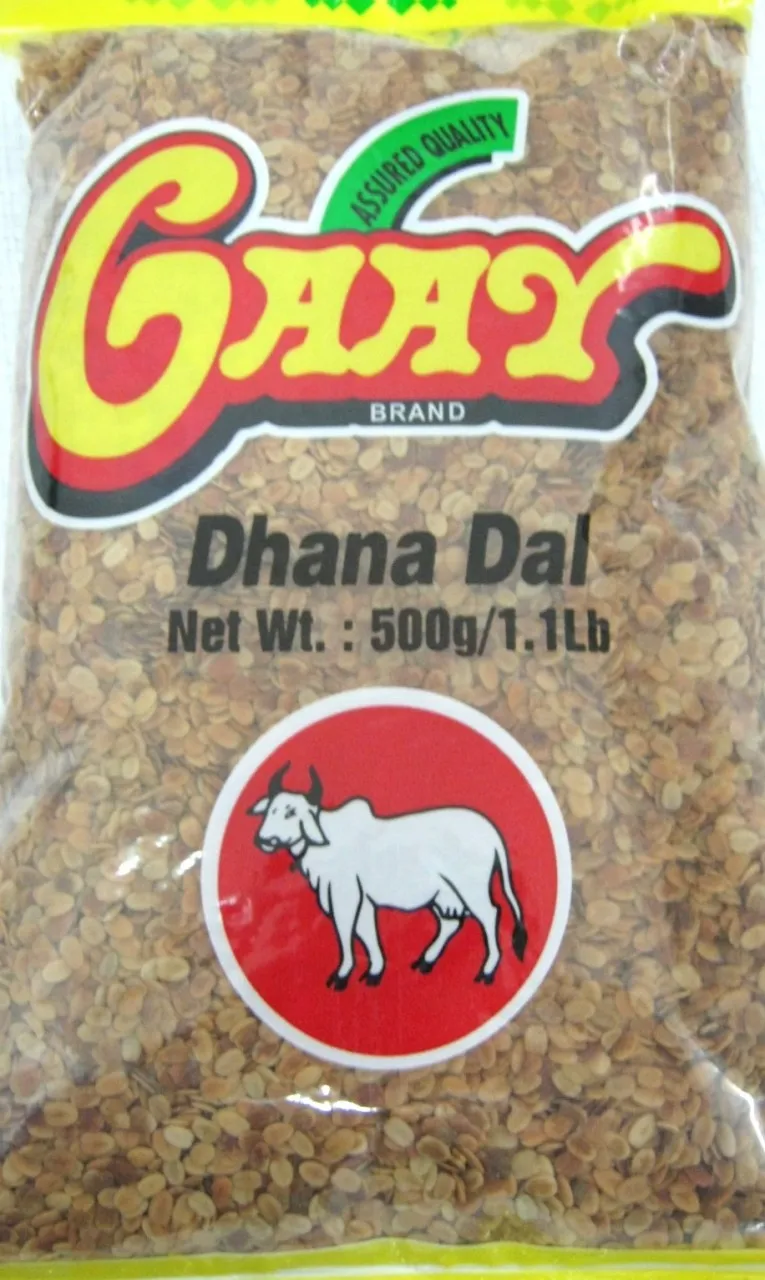 ASSURED QUALITY
GAAY
BRAND
Dhana Dal
Net Wt. : 500g/1.1Lb